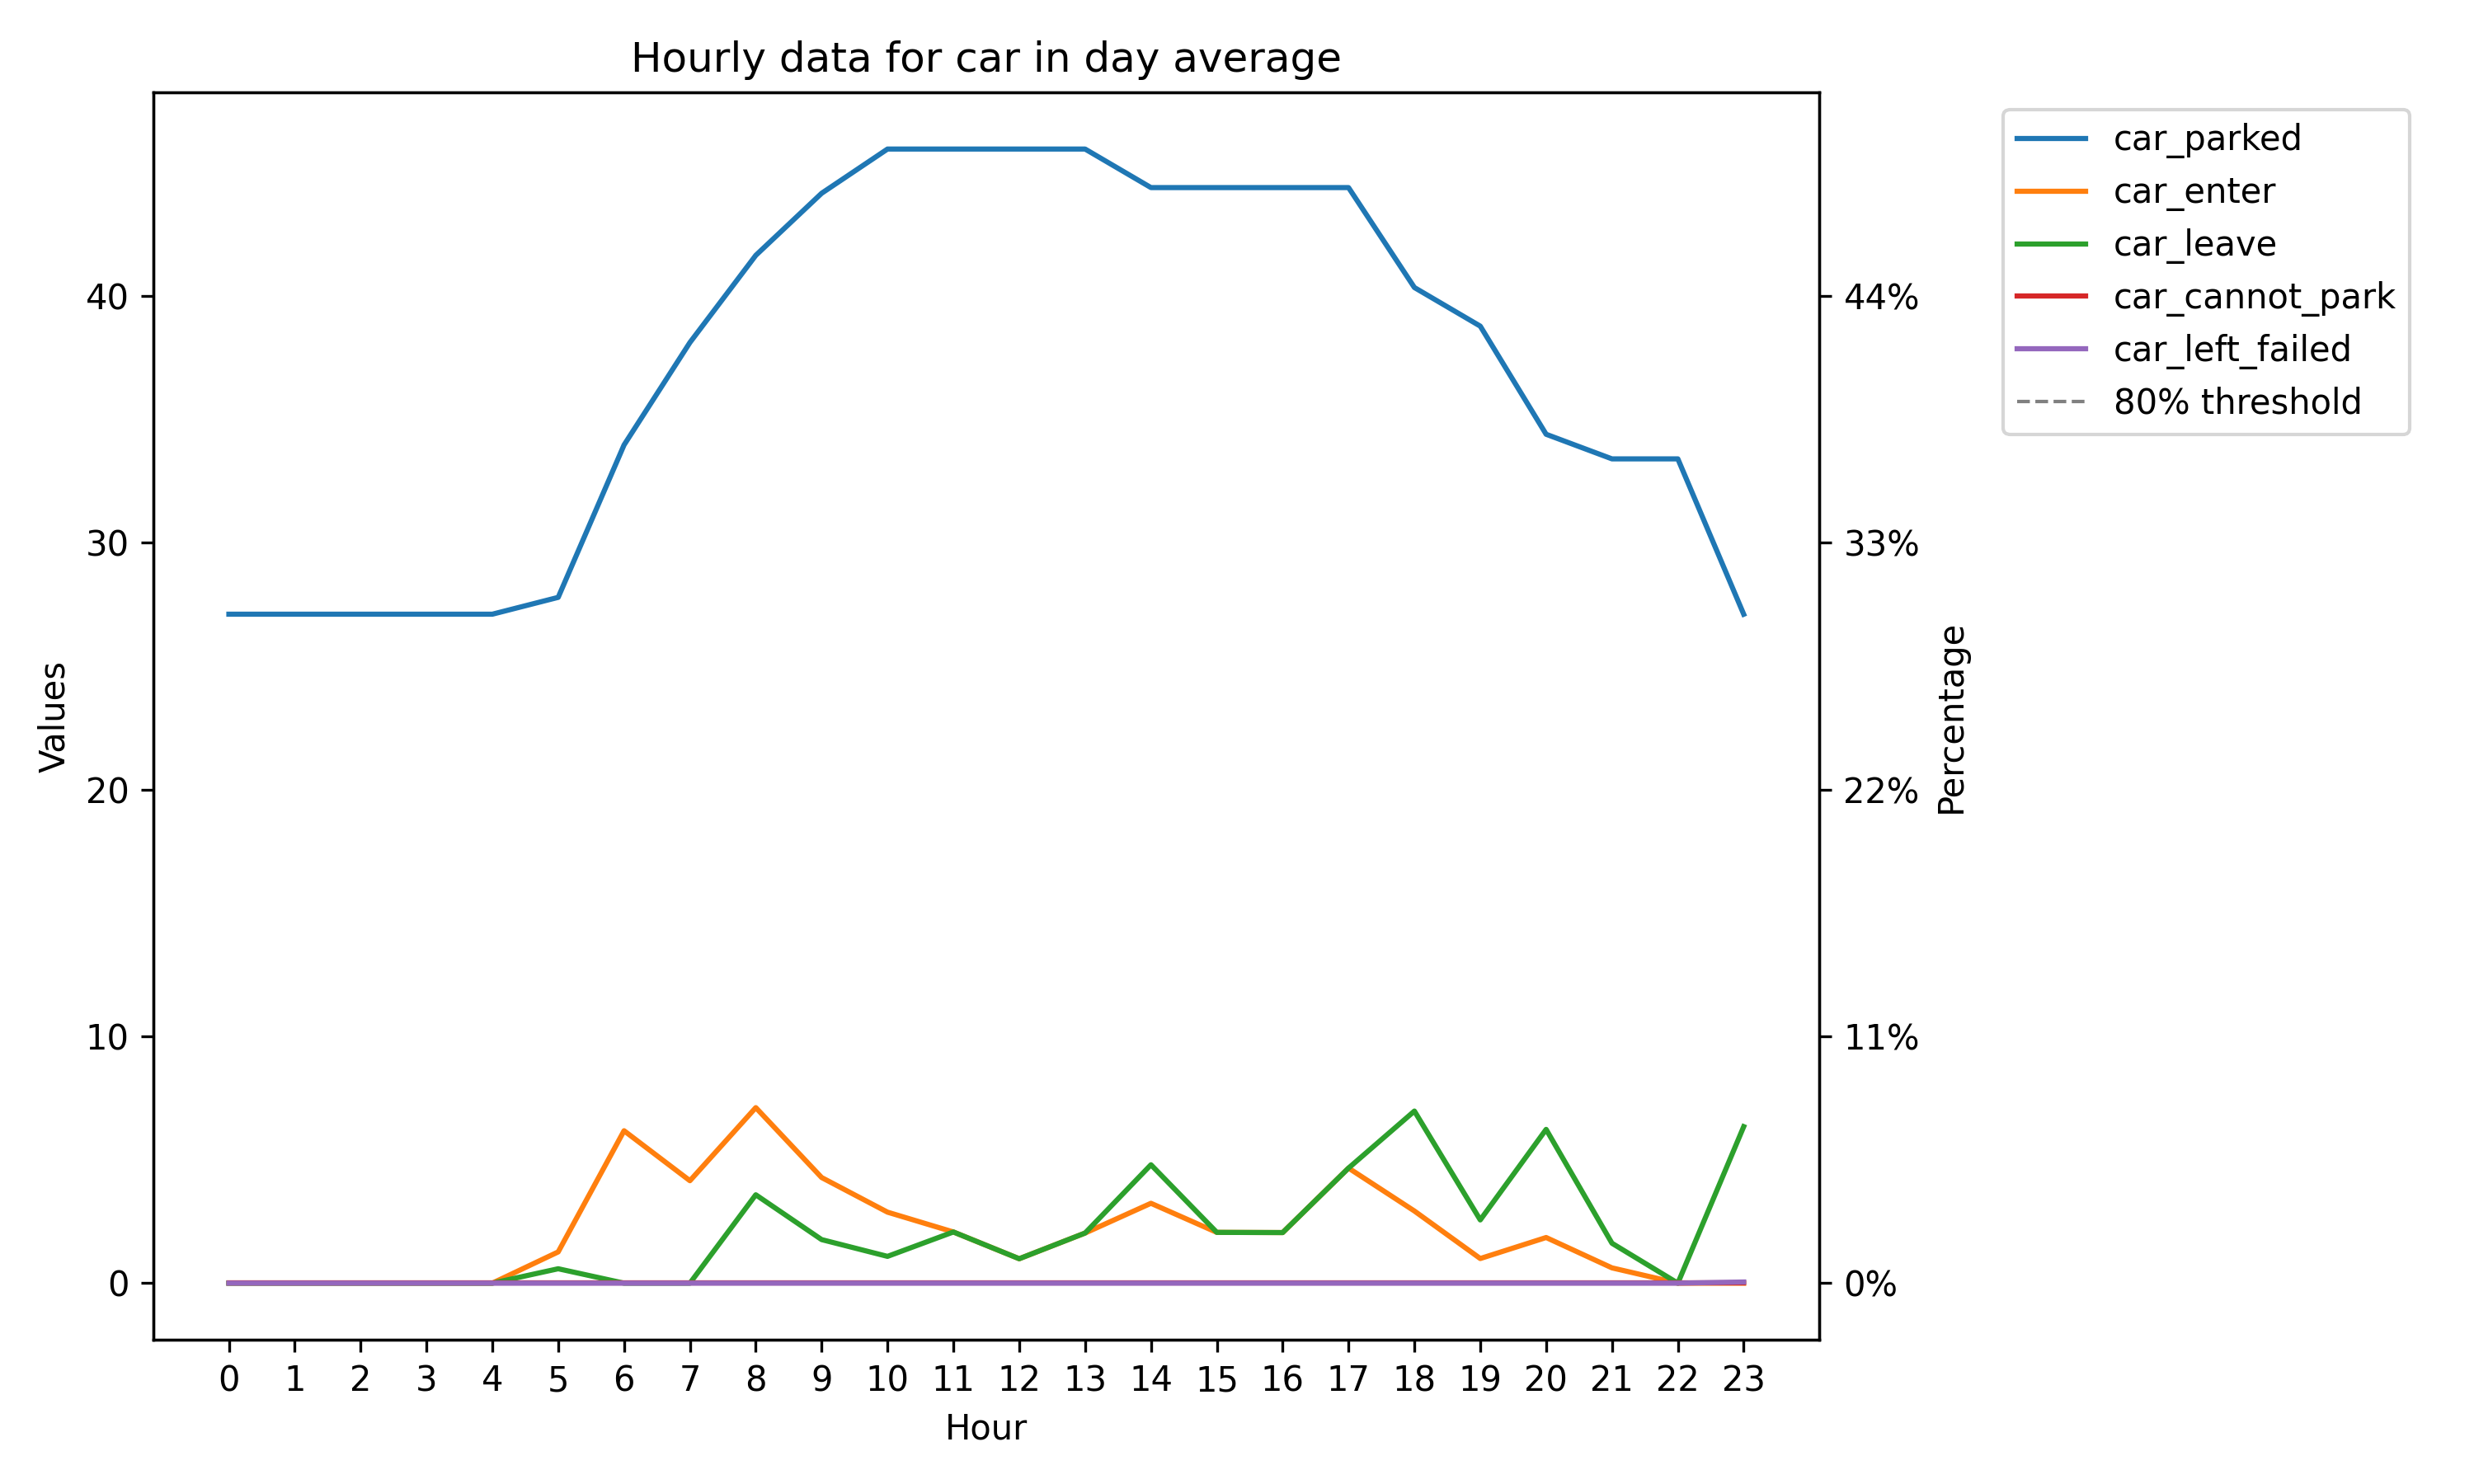 Hourly data for car in day average
car_parked
car_enter
car_leave
car_cannot_park
car_left_failed
80% threshold
Values
40
30
20
10
0
44%
33%
22%
11%
0%
Percentage
0 1 2 3 4 5 6 7 8 9 10 11 12 13 14 15 16 17 18 19 20 21 22 23
Hour